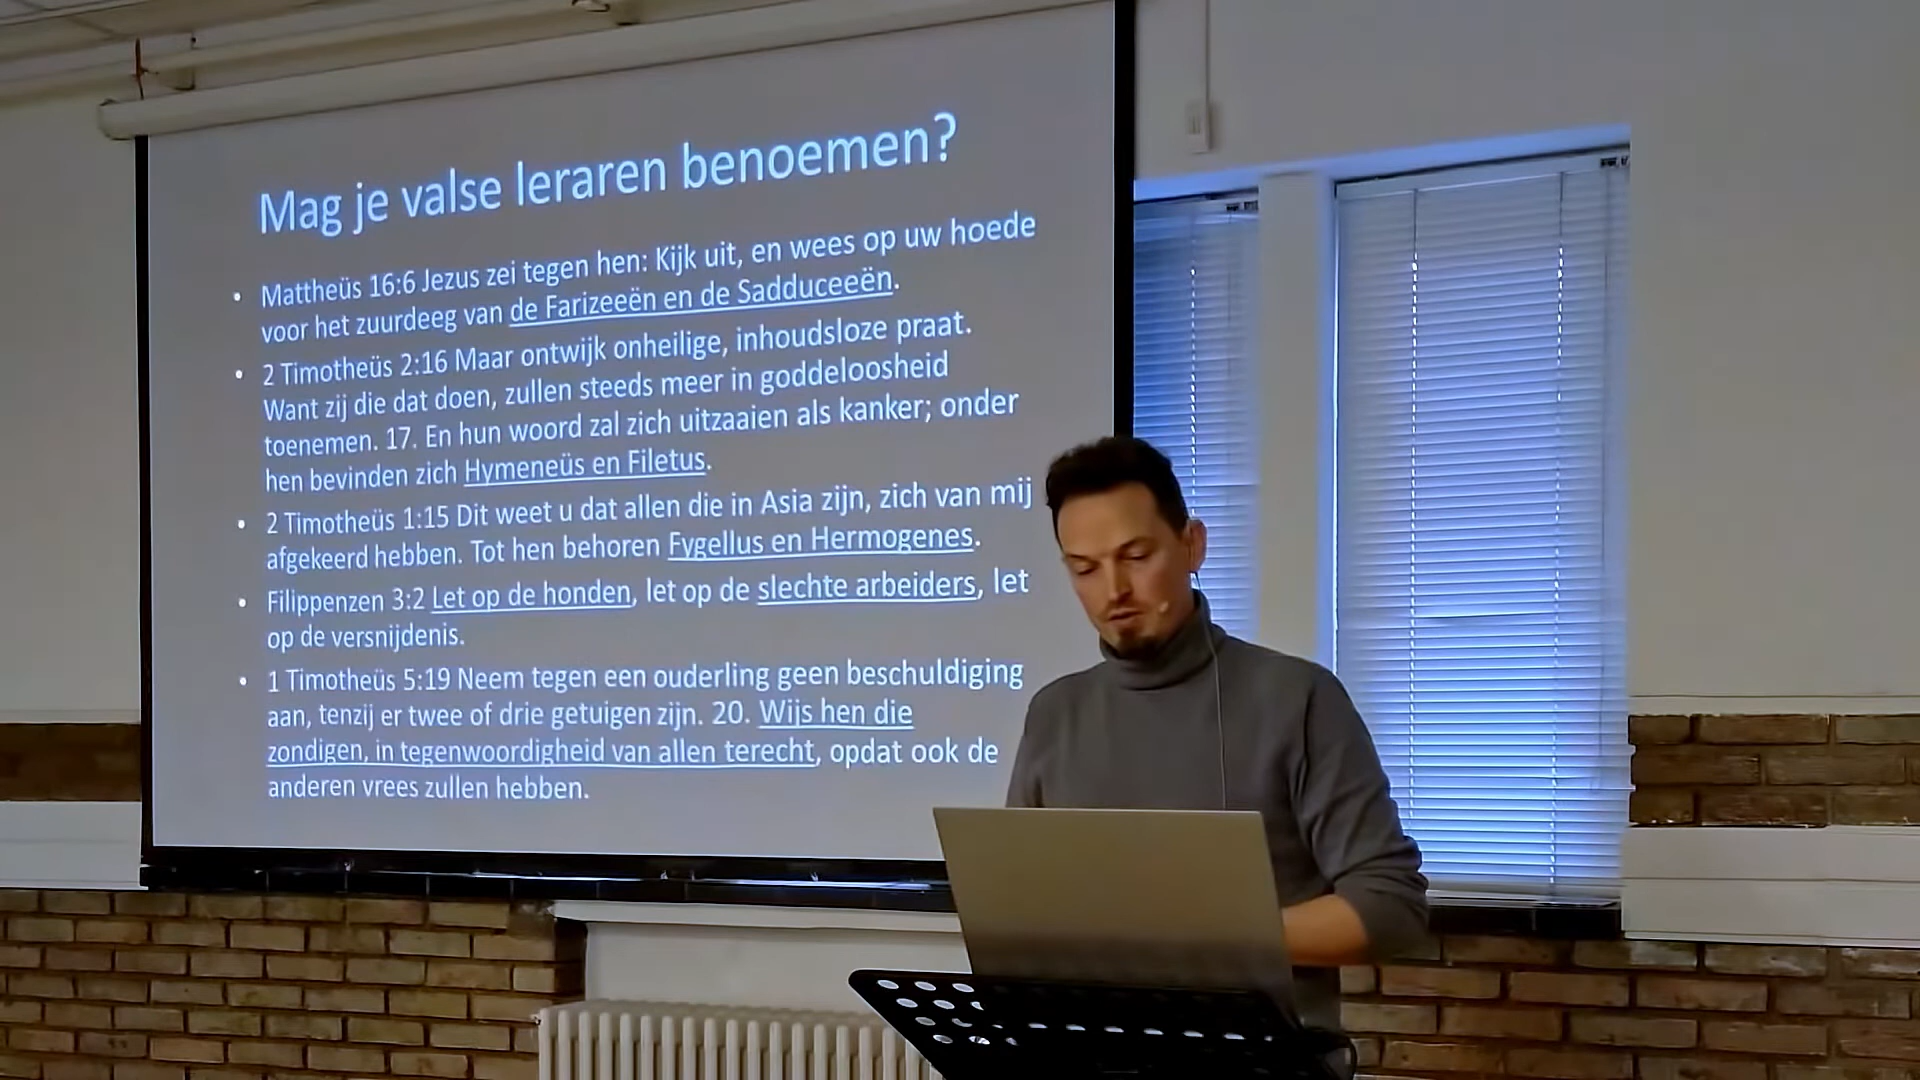 Mag je valse leraren benoemen?
• Mattheüs 16:6 Jezus zei tegen hen: Kijk uit, en wees op uw hoede
voor het zuurdeeg van de Farizeeën en de Sadduceeën.
• 2 Timotheüs 2:16 Maar ontwijk onheilige, inhoudsloze praat.
Want zij die dat doen, zullen steeds meer in goddeloosheid
toenemen. 17. En hun woord zal zich uitzaaien als kanker; onder
hen bevinden zich Hymeneüs en Filetus.
• 2 Timotheüs 1:15 Dit weet u dat allen die in Asia zijn, zich van mij
afgekeerd hebben. Tot hen behoren Fygellus en Hermogenes.
• Filippenzen 3:2 Let op de honden, let op de slechte arbeiders, let
op de versnijdenis.
• 1 Timotheüs 5:19 Neem tegen een ouderling geen beschuldiging
aan, tenzij er twee of drie getuigen zijn. 20. Wijs hen die
zondigen, in tegenwoordigheid van allen terecht, opdat ook de
anderen vrees zullen hebben.